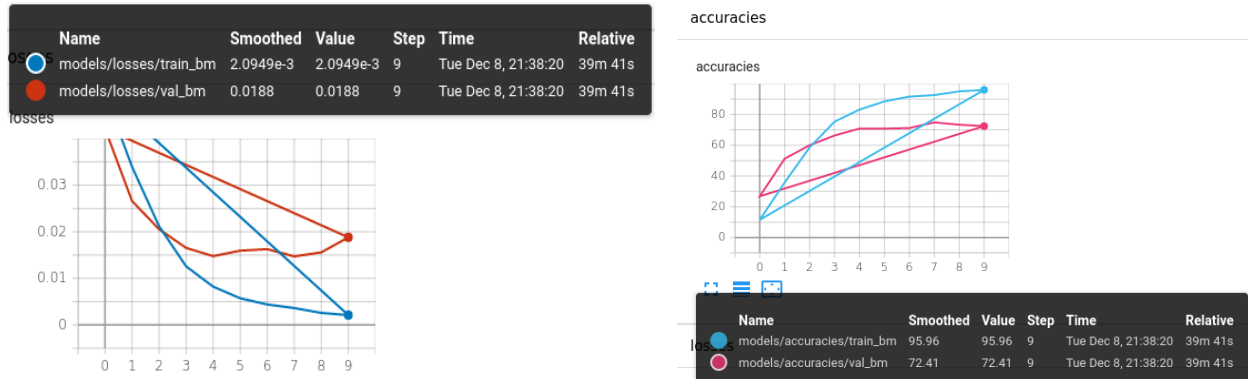 Name Smoothed Value Step Time Relative
models/losses/train_bm 2.0949e-3 2.0949e-3 9 Tue Dec 8, 21:38:20 39m 41s
models/losses/val_bm 0.0188 0.0188 9 Tue Dec 8, 21:38:20 39m 41s
losses
0.03
0.02
0.01
0
0 1 2 3 4 5 6 7 8 9
accuracies
accuracies
80
60
40
20
0
0 1 2 3 4 5 6 7 8 9
losses
Name Smoothed Value Step Time Relative
models/accuracies/train_bm 95.96 95.96 9 Tue Dec 8, 21:38:20 39m 41s
models/accuracies/val_bm 72.41 72.41 9 Tue Dec 8, 21:38:20 39m 41s